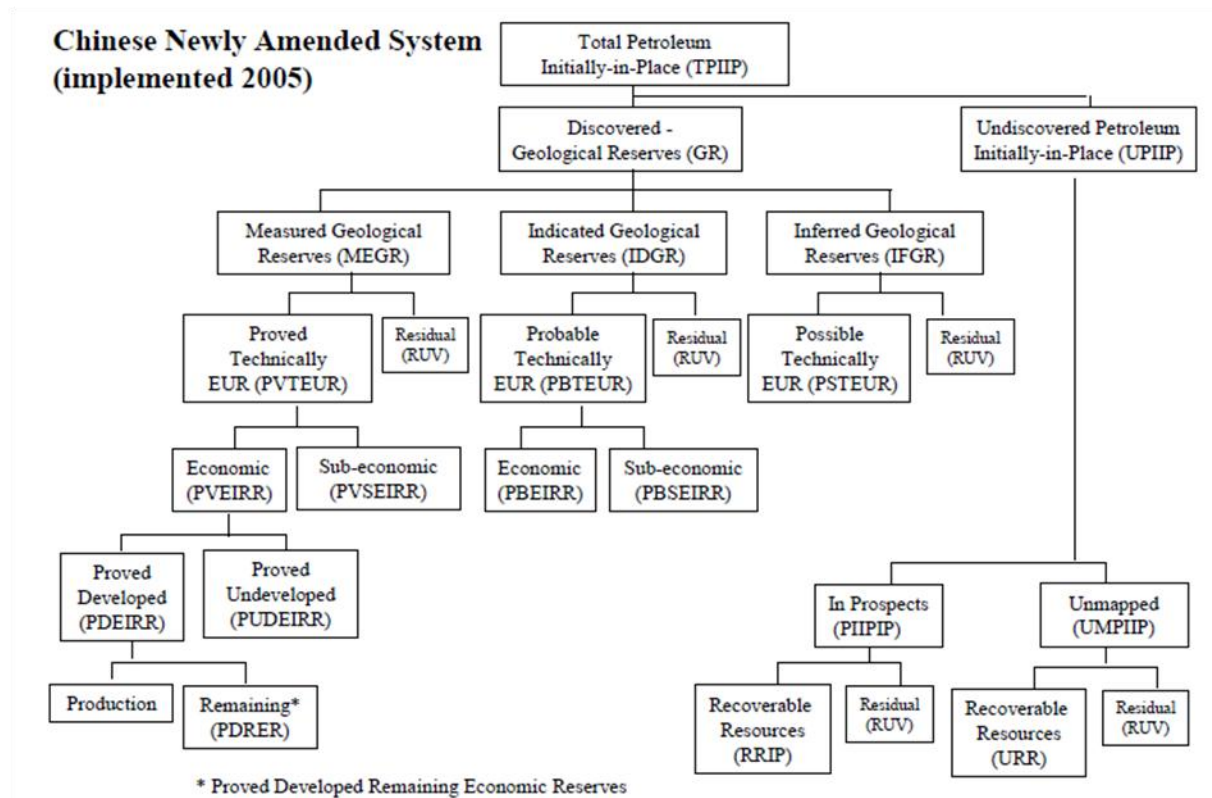 Chinese Newly Amended System
(implemented 2005)
Total Petroleum
Initially-in-Place (TPIIP)
Discovered -
Geological Reserves (GR)
Undiscovered Petroleum
Initially-in-Place (UPIIP)
Measured Geological
Reserves (MEGR)
Indicated Geological
Reserves (IDGR)
Inferred Geological
Reserves (IFGR)
Proved
Technically
EUR (PVTEUR)
Residual
(RUV)
Probable
Technically
EUR (PBTEUR)
Residual
(RUV)
Possible
Technically
EUR (PSTEUR)
Residual
(RUV)
Economic
(PVEIRR)
Sub-economic
(PVSEIRR)
Economic
(PBEIRR)
Sub-economic
(PBSEIRR)
Proved
Developed
(PDEIRR)
Proved
Undeveloped
(PUDEIRR)
In Prospects
(PIIPIP)
Unmapped
(UMPIIP)
Production
Remaining*
(PDRER)
Recoverable
Resources
(RRIP)
Residual
(RUV)
Recoverable
Resources
(URR)
Residual
(RUV)
* Proved Developed Remaining Economic Reserves